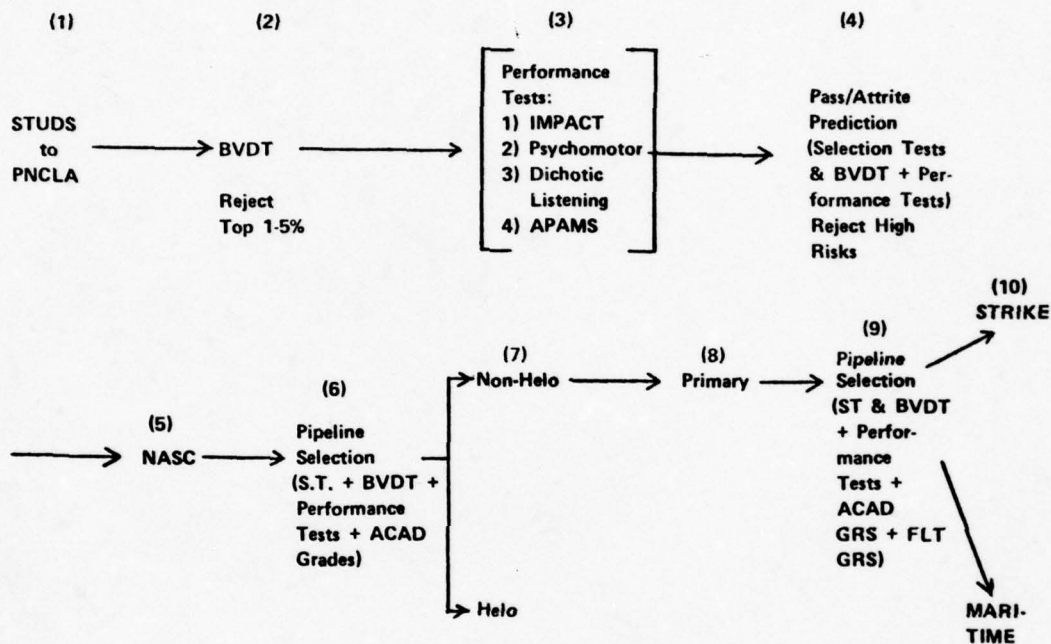 (1)
(2)
(3)
(4)
STUDS
to
PNCLA
BVDT
Reject
Top 1-5%
Performance
Tests:
1) IMPACT
2) Psychomotor
3) Dichotic
Listening
4) APAMS
Pass/Attrite
Prediction
(Selection Tests
& BVDT + Per-
formance Tests)
Reject High
Risks
(5)
NASC
(6)
Pipeline
Selection
(S.T. + BVDT +
Performance
Tests + ACAD
Grades)
(7)
Non-Helo
Helo
(8)
Primary
(9)
Pipeline
Selection
(ST & BVDT
+ Perfor-
mance
Tests +
ACAD
GRS + FLT
GRS)
(10)
STRIKE
MARI-
TIME